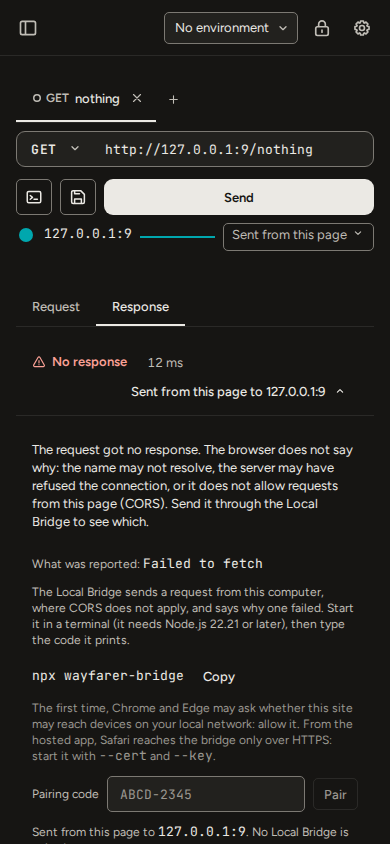 No environment
GET nothing
GET http://127.0.0.1:9/nothing
Send
127.0.0.1:9 Sent from this page
Request Response
No response 12 ms
Sent from this page to 127.0.0.1:9
The request got no response. The browser does not say
why: the name may not resolve, the server may have
refused the connection, or it does not allow requests
from this page (CORS). Send it through the Local
Bridge to see which.
What was reported: Failed to fetch
The Local Bridge sends a request from this computer,
where CORS does not apply, and says why one failed. Start
it in a terminal (it needs Node.js 22.21 or later), then type
the code it prints.
npx wayfarer-bridge Copy
The first time, Chrome and Edge may ask whether this site
may reach devices on your local network: allow it. From the
hosted app, Safari reaches the bridge only over HTTPS:
start it with --cert and --key.
Pairing code ABCD-2345 Pair
Sent from this page to 127.0.0.1:9. No Local Bridge is